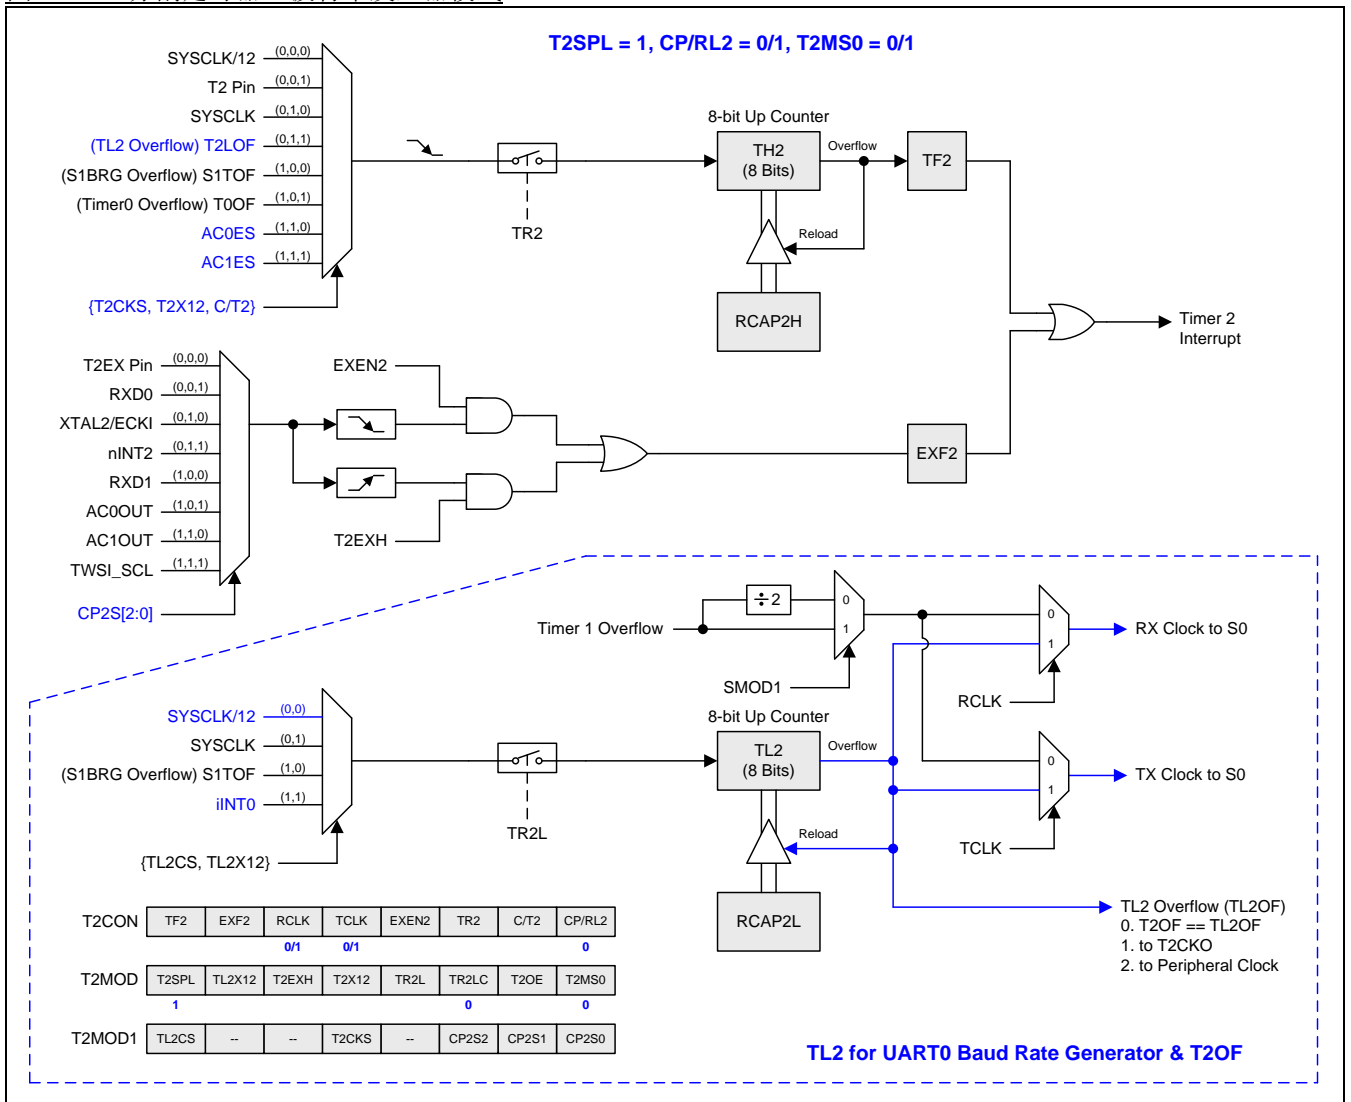 T2SPL = 1, CP/RL2 = 0/1, T2MS0 = 0/1
SYSCLK/12 (0,0,0)
T2 Pin (0,0,1)
SYSCLK (0,1,0)
(TL2 Overflow) T2LOF (0,1,1)
(S1BRG Overflow) S1TOF (1,0,0)
(Timer0 Overflow) T0OF (1,0,1)
AC0ES (1,1,0)
AC1ES (1,1,1)
{T2CKS, T2X12, C/T2}
TR2
8-bit Up Counter
TH2
(8 Bits)
Overflow
TF2
Reload
RCAP2H
Timer 2
Interrupt
T2EX Pin (0,0,0)
RXD0 (0,0,1)
XTAL2/ECKI (0,1,0)
nINT2 (0,1,1)
RXD1 (1,0,0)
AC0OUT (1,0,1)
AC1OUT (1,1,0)
TWSI_SCL (1,1,1)
CP2S[2:0]
EXEN2
T2EXH
EXF2
Timer 1 Overflow
÷2
0
1
SMOD1
0
1
RX Clock to S0
RCLK
SYSCLK/12 (0,0)
SYSCLK (0,1)
(S1BRG Overflow) S1TOF (1,0)
iINT0 (1,1)
{TL2CS, TL2X12}
TR2L
8-bit Up Counter
TL2
(8 Bits)
Overflow
Reload
RCAP2L
0
1
TX Clock to S0
TCLK
TL2 Overflow (TL2OF)
0. T2OF == TL2OF
1. to T2CKO
2. to Peripheral Clock
T2CON TF2 EXF2 RCLK TCLK EXEN2 TR2 C/T2 CP/RL2
0/1 0/1 0
T2MOD T2SPL TL2X12 T2EXH T2X12 TR2L TR2LC T2OE T2MS0
1 0 0
T2MOD1 TL2CS -- -- T2CKS -- CP2S2 CP2S1 CP2S0
TL2 for UART0 Baud Rate Generator & T2OF